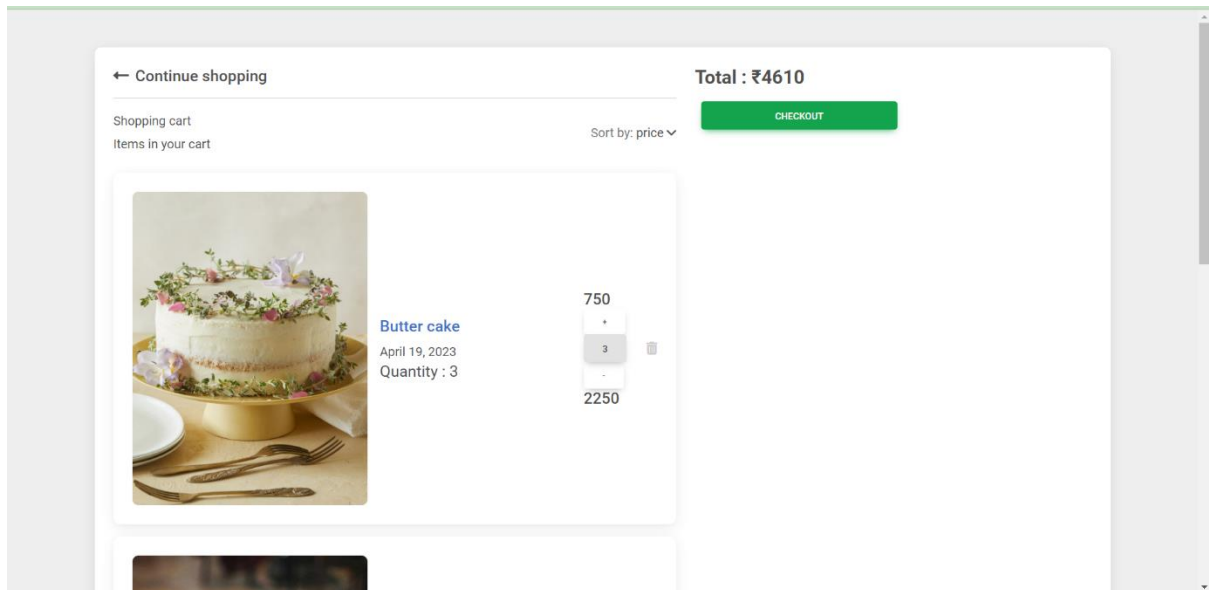 ← Continue shopping
Shopping cart
Items in your cart
Sort by: price
Butter cake
April 19, 2023
Quantity : 3
750
+
3
-
2250
Total : ₹4610
CHECKOUT